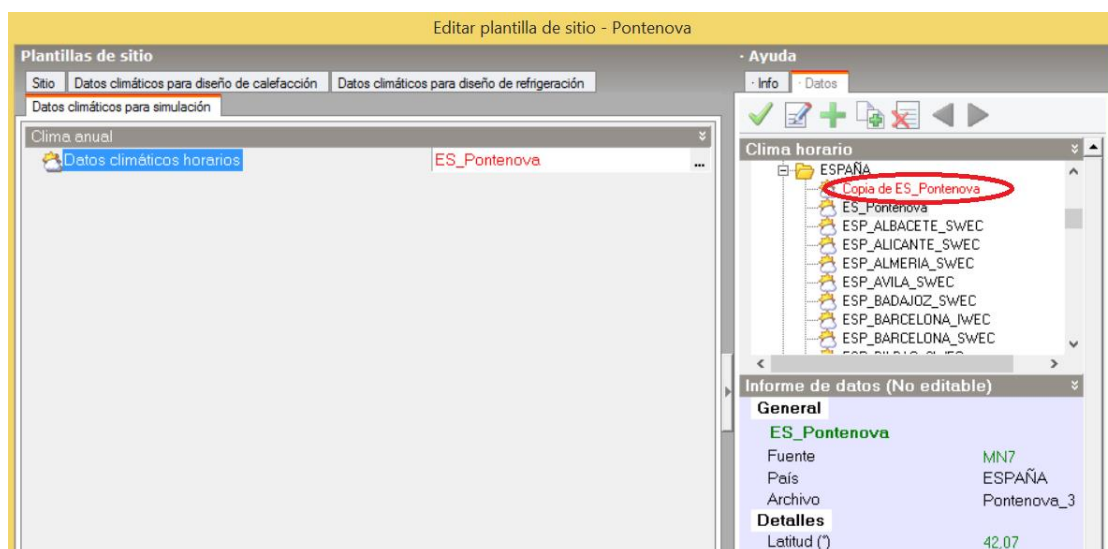 Editar plantilla de sitio - Pontenova
Plantillas de sitio
Sitio Datos climáticos para diseño de calefacción Datos climáticos para diseño de refrigeración
Datos climáticos para simulación
Clima anual
Datos climáticos horarios ES_Pontenova ...
· Ayuda
· Info · Datos
Clima horario
ESPAÑA
Copia de ES_Pontenova
ES_Pontenova
ESP_ALBACETE_SWEC
ESP_ALICANTE_SWEC
ESP_ALMERIA_SWEC
ESP_AVILA_SWEC
ESP_BADAJOZ_SWEC
ESP_BARCELONA_IWEC
ESP_BARCELONA_SWEC
Informe de datos (No editable)
General
ES_Pontenova
Fuente MN7
País ESPAÑA
Archivo Pontenova_3
Detalles
Latitud (°) 42,07